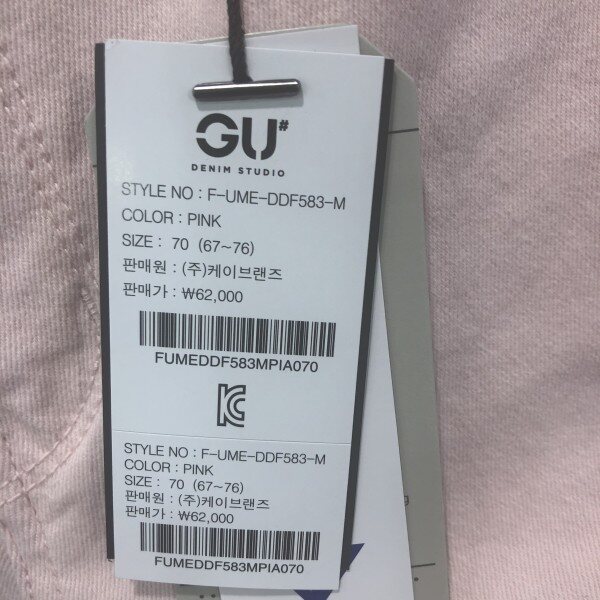 GU#
DENIM STUDIO
STYLE NO : F-UME-DDF583-M
COLOR : PINK
SIZE : 70 (67~76)
판매원 : (주)케이브랜즈
판매가 : ₩62,000
FUMEDDF583MPIA070
KC
STYLE NO : F-UME-DDF583-M
COLOR : PINK
SIZE : 70 (67~76)
판매원 : (주)케이브랜즈
판매가 : ₩62,000
FUMEDDF583MPIA070